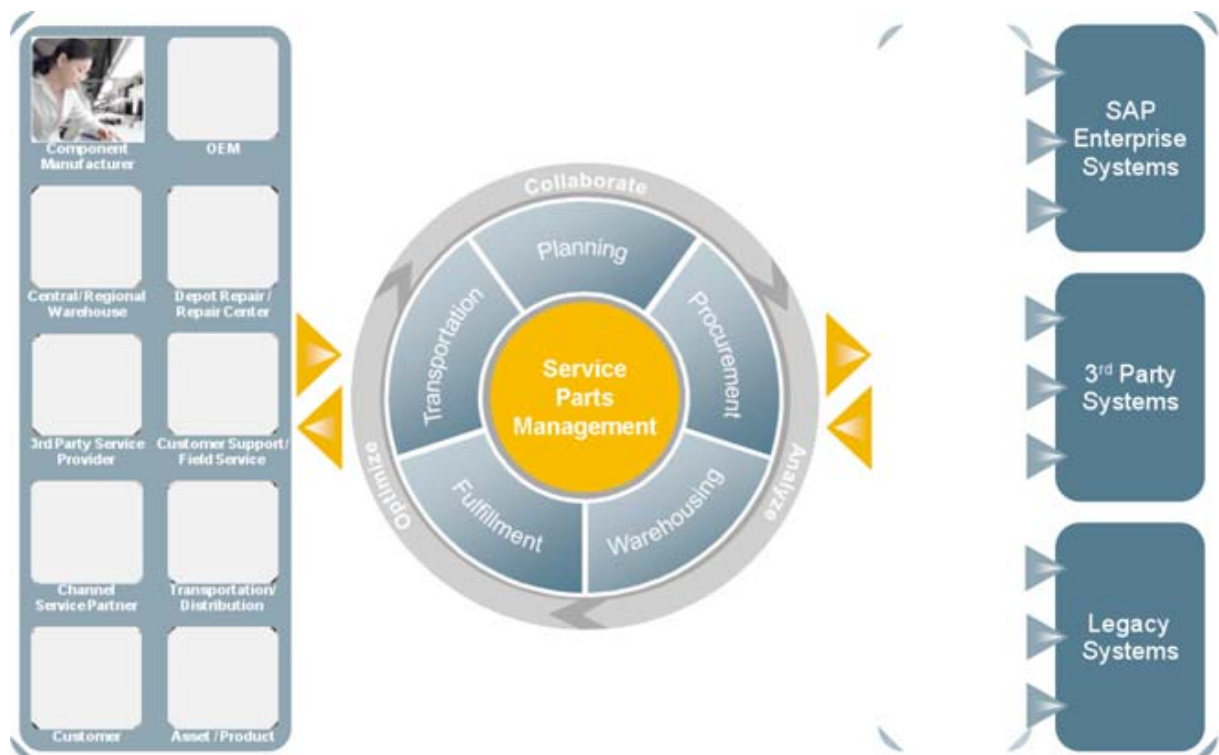 Component
Manufacturer
OEM
Central/Regional
Warehouse
Depot Repair/
Repair Center
3rd Party Service
Provider
Customer Support/
Field Service
Channel
Service Partner
Transportation/
Distribution
Customer
Asset/Product
Collaborate
Analyze
Optimize
Planning
Procurement
Warehousing
Fulfillment
Transportation
Service
Parts
Management
SAP
Enterprise
Systems
3rd Party
Systems
Legacy
Systems